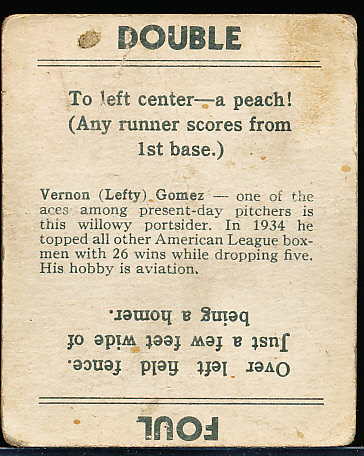 DOUBLE
To left center—a peach!
(Any runner scores from
1st base.)
Vernon (Lefty) Gomez — one of the
aces among present-day pitchers is
this willowy portsider. In 1934 he
topped all other American League box-
men with 26 wins while dropping five.
His hobby is aviation.
FOUL
Over left field fence.
Just a few feet wide of
being a homer.